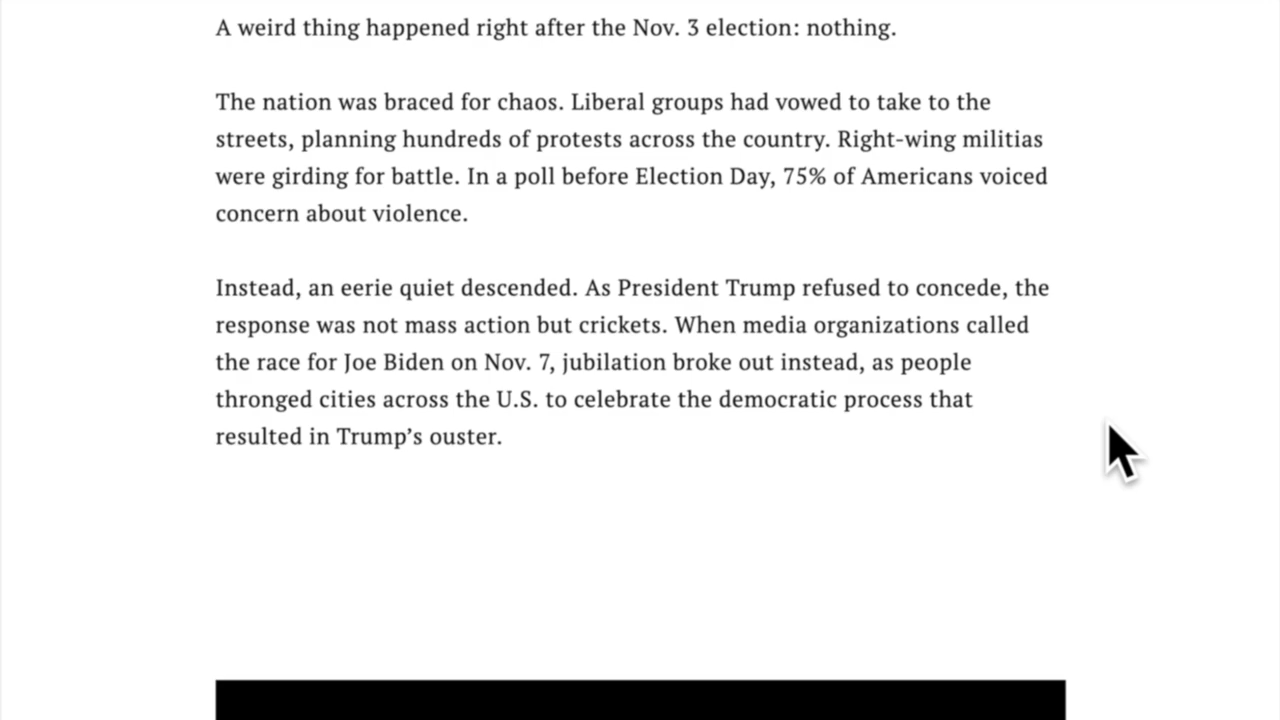 A weird thing happened right after the Nov. 3 election: nothing.
The nation was braced for chaos. Liberal groups had vowed to take to the
streets, planning hundreds of protests across the country. Right-wing militias
were girding for battle. In a poll before Election Day, 75% of Americans voiced
concern about violence.
Instead, an eerie quiet descended. As President Trump refused to concede, the
response was not mass action but crickets. When media organizations called
the race for Joe Biden on Nov. 7, jubilation broke out instead, as people
thronged cities across the U.S. to celebrate the democratic process that
resulted in Trump’s ouster.